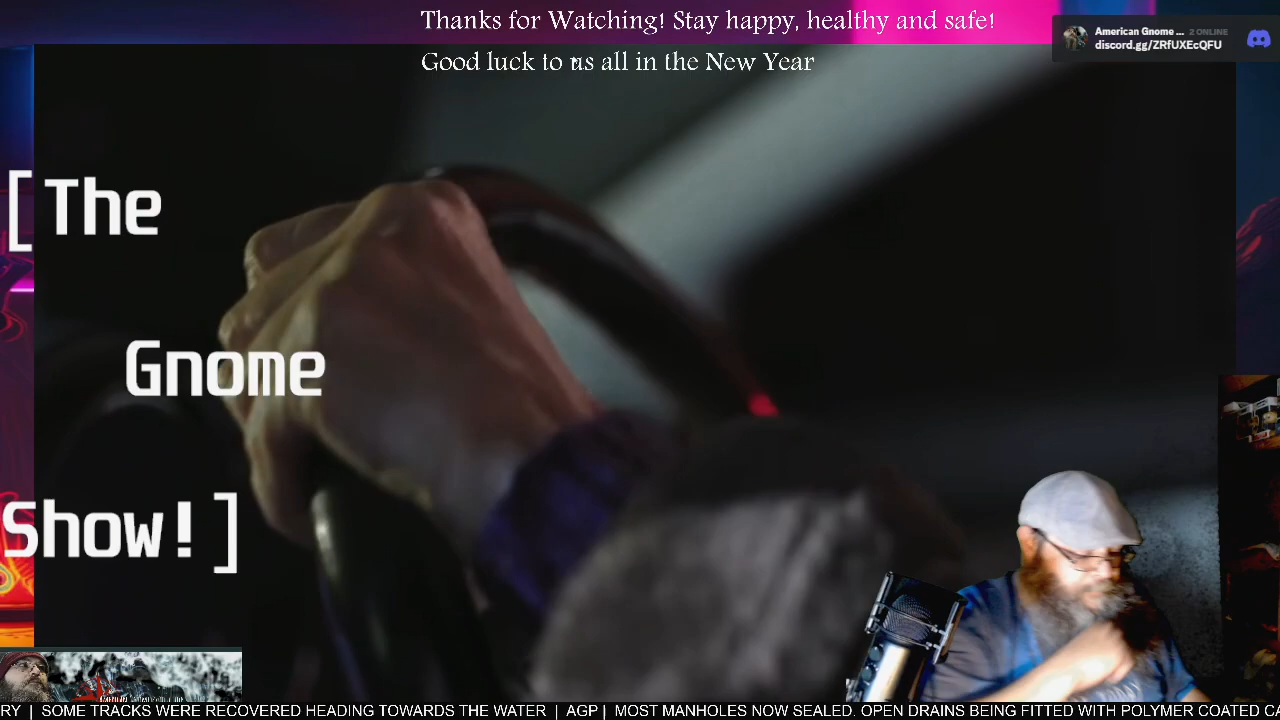 Thanks for Watching! Stay happy, healthy and safe!
Good luck to us all in the New Year
American Gnome ... 2 ONLINE
discord.gg/ZRfUXEcQFU
[The
Gnome
Show!]
RY | SOME TRACKS WERE RECOVERED HEADING TOWARDS THE WATER | AGP | MOST MANHOLES NOW SEALED. OPEN DRAINS BEING FITTED WITH POLYMER COATED CA